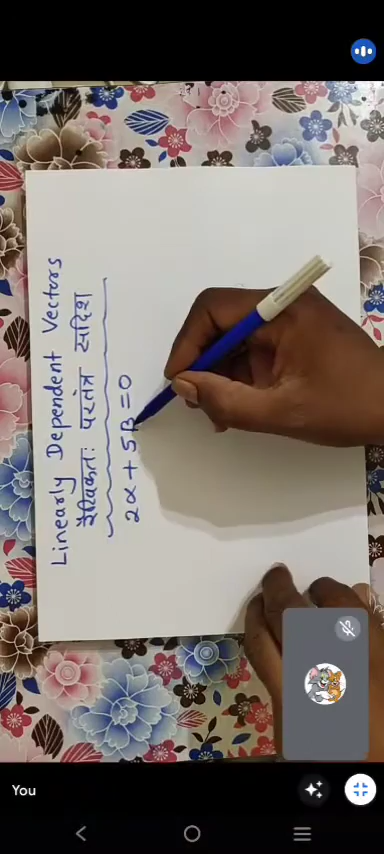 Linearly Dependent Vectors
रैखिकतः परतंत्र सदिश
2α + 5β = 0
You